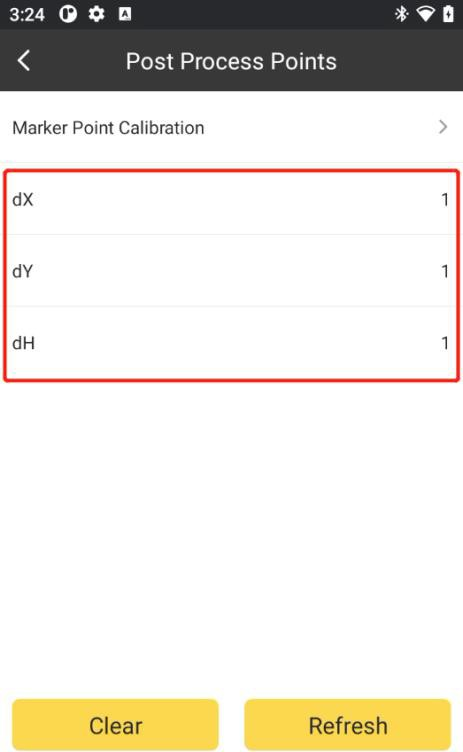 3:24
Post Process Points
Marker Point Calibration
dX 1
dY 1
dH 1
Clear Refresh